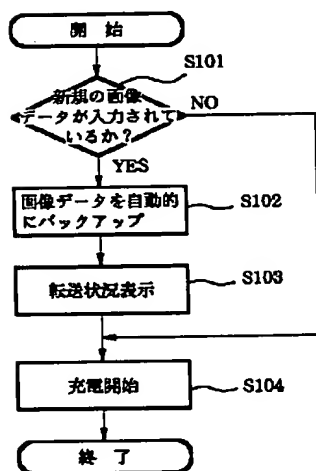 開 始
S101
新規の画像
データが入力されて
いるか？
NO
YES
画像データを自動的
にバックアップ
S102
転送状況表示
S103
充電開始
S104
終 了